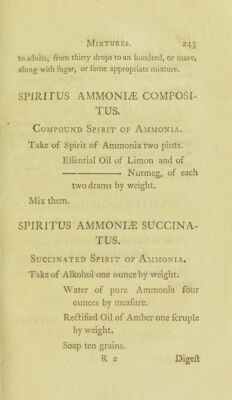 MIXTURES. 243
to adults, from thirty drops to an hundred, or more,
along with ſugar, or ſome appropriate mixture.
SPIRITUS AMMONIÆ COMPOSI-
TUS.
COMPOUND SPIRIT OF AMMONIA.
Take of Spirit of Ammonia two pints.
Eſſential Oil of Limon and of
———— Nutmeg, of each
two drams by weight.
Mix them.
SPIRITUS AMMONIÆ SUCCINA-
TUS.
SUCCINATED SPIRIT OF AMMONIA.
Take of Alkohol one ounce by weight.
Water of pure Ammonia four
ounces by meaſure.
Rectified Oil of Amber one ſcruple
by weight.
Soap ten grains.
R 2 Digeſt